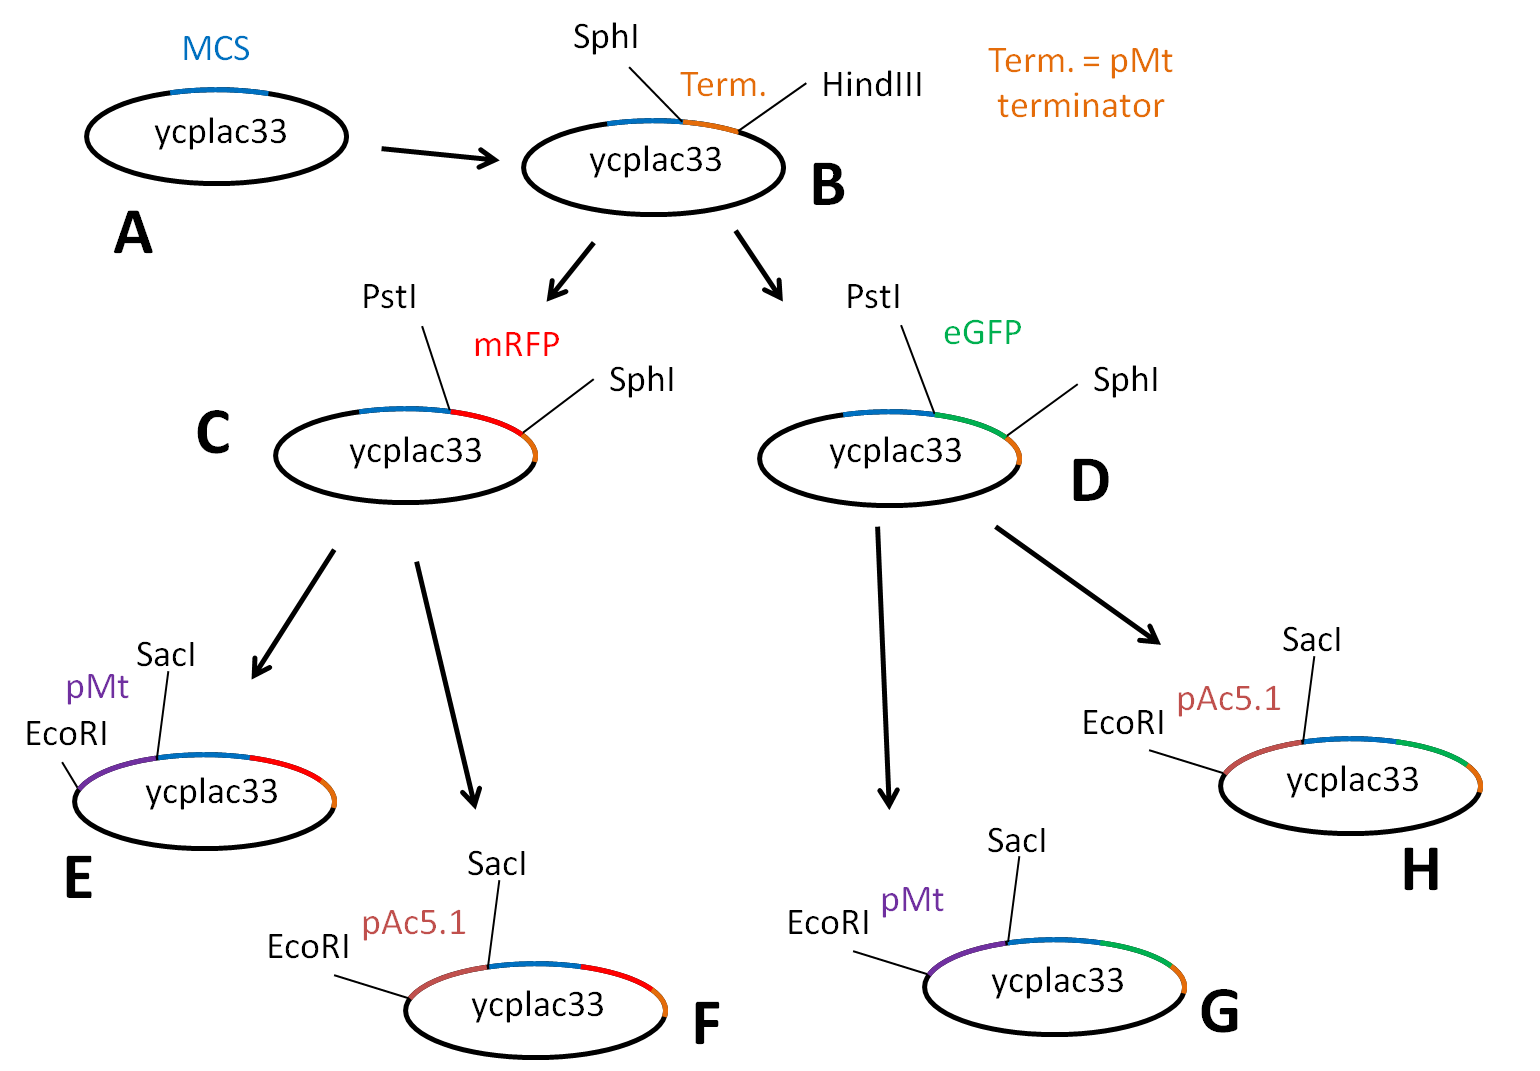 MCS
ycplac33
A
SphI
Term.
HindIII
ycplac33
B
Term. = pMt
terminator
PstI
mRFP
SphI
C
ycplac33
PstI
eGFP
SphI
ycplac33
D
SacI
pMt
EcoRI
ycplac33
E
SacI
pAc5.1
EcoRI
ycplac33
F
SacI
EcoRI
pMt
ycplac33
G
SacI
pAc5.1
EcoRI
ycplac33
H